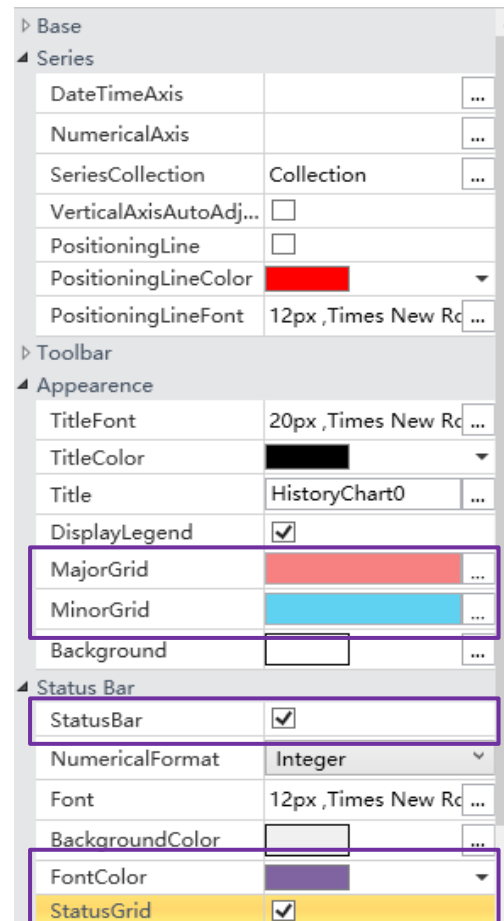 Base
Series
DateTimeAxis ...
NumericalAxis ...
SeriesCollection Collection ...
VerticalAxisAutoAdj...
PositioningLine
PositioningLineColor
PositioningLineFont 12px ,Times New Ro ...
Toolbar
Appearence
TitleFont 20px ,Times New Ro ...
TitleColor
Title HistoryChart0 ...
DisplayLegend
MajorGrid ...
MinorGrid ...
Background ...
Status Bar
StatusBar
NumericalFormat Integer
Font 12px ,Times New Ro ...
BackgroundColor ...
FontColor
StatusGrid